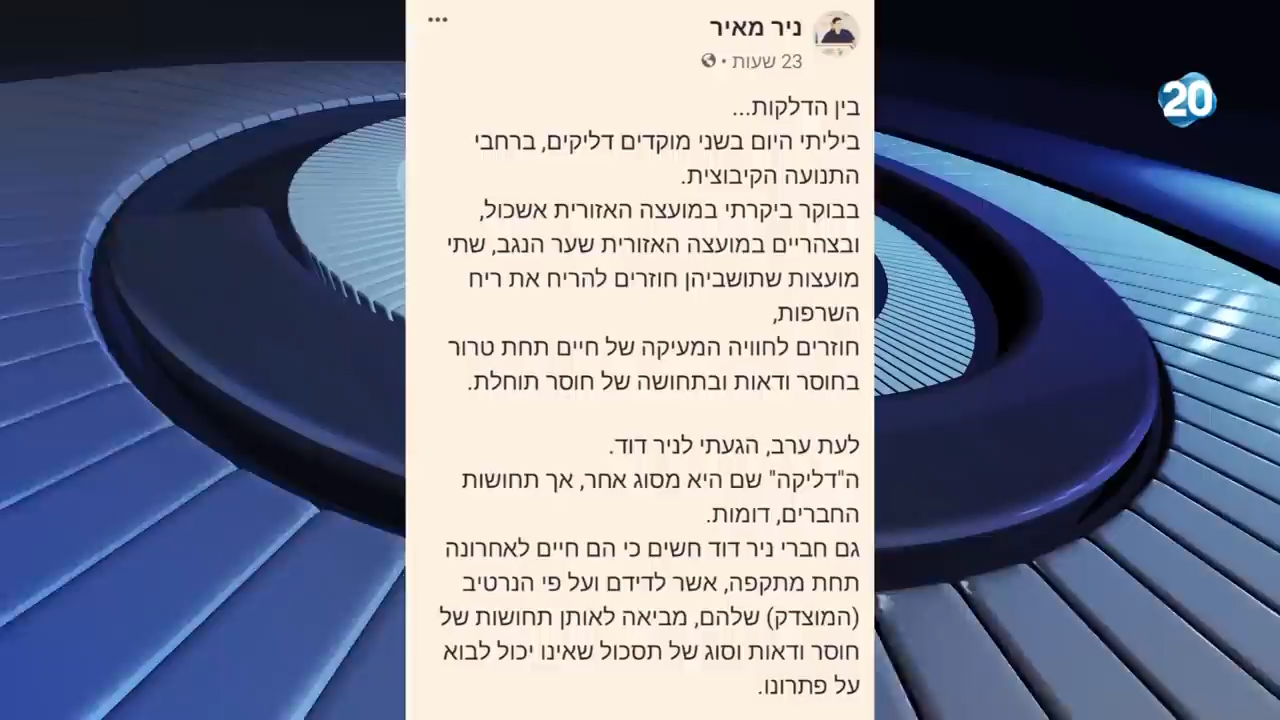 ניר מאיר
23 שעות •
20
בין הדלקות...
ביליתי היום בשני מוקדים דליקים, ברחבי
התנועה הקיבוצית.
בבוקר ביקרתי במועצה האזורית אשכול,
ובצהריים במועצה האזורית שער הנגב, שתי
מועצות שתושביהן חוזרים להריח את ריח
השרפות,
חוזרים לחוויה המעיקה של חיים תחת טרור
בחוסר ודאות ובתחושה של חוסר תוחלת.
לעת ערב, הגעתי לניר דוד.
ה"דליקה" שם היא מסוג אחר, אך תחושות
החברים, דומות.
גם חברי ניר דוד חשים כי הם חיים לאחרונה
תחת מתקפה, אשר לדידם ועל פי הנרטיב
(המוצדק) שלהם, מביאה לאותן תחושות של
חוסר ודאות וסוג של תסכול שאינו יכול לבוא
על פתרונו.